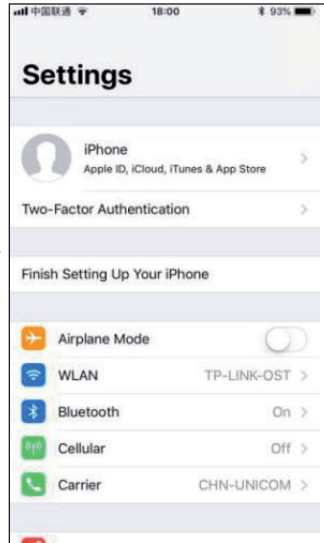 中国联通 18:00 93%
Settings
iPhone
Apple ID, iCloud, iTunes & App Store
Two-Factor Authentication
Finish Setting Up Your iPhone
Airplane Mode
WLAN TP-LINK-OST
Bluetooth On
Cellular Off
Carrier CHN-UNICOM